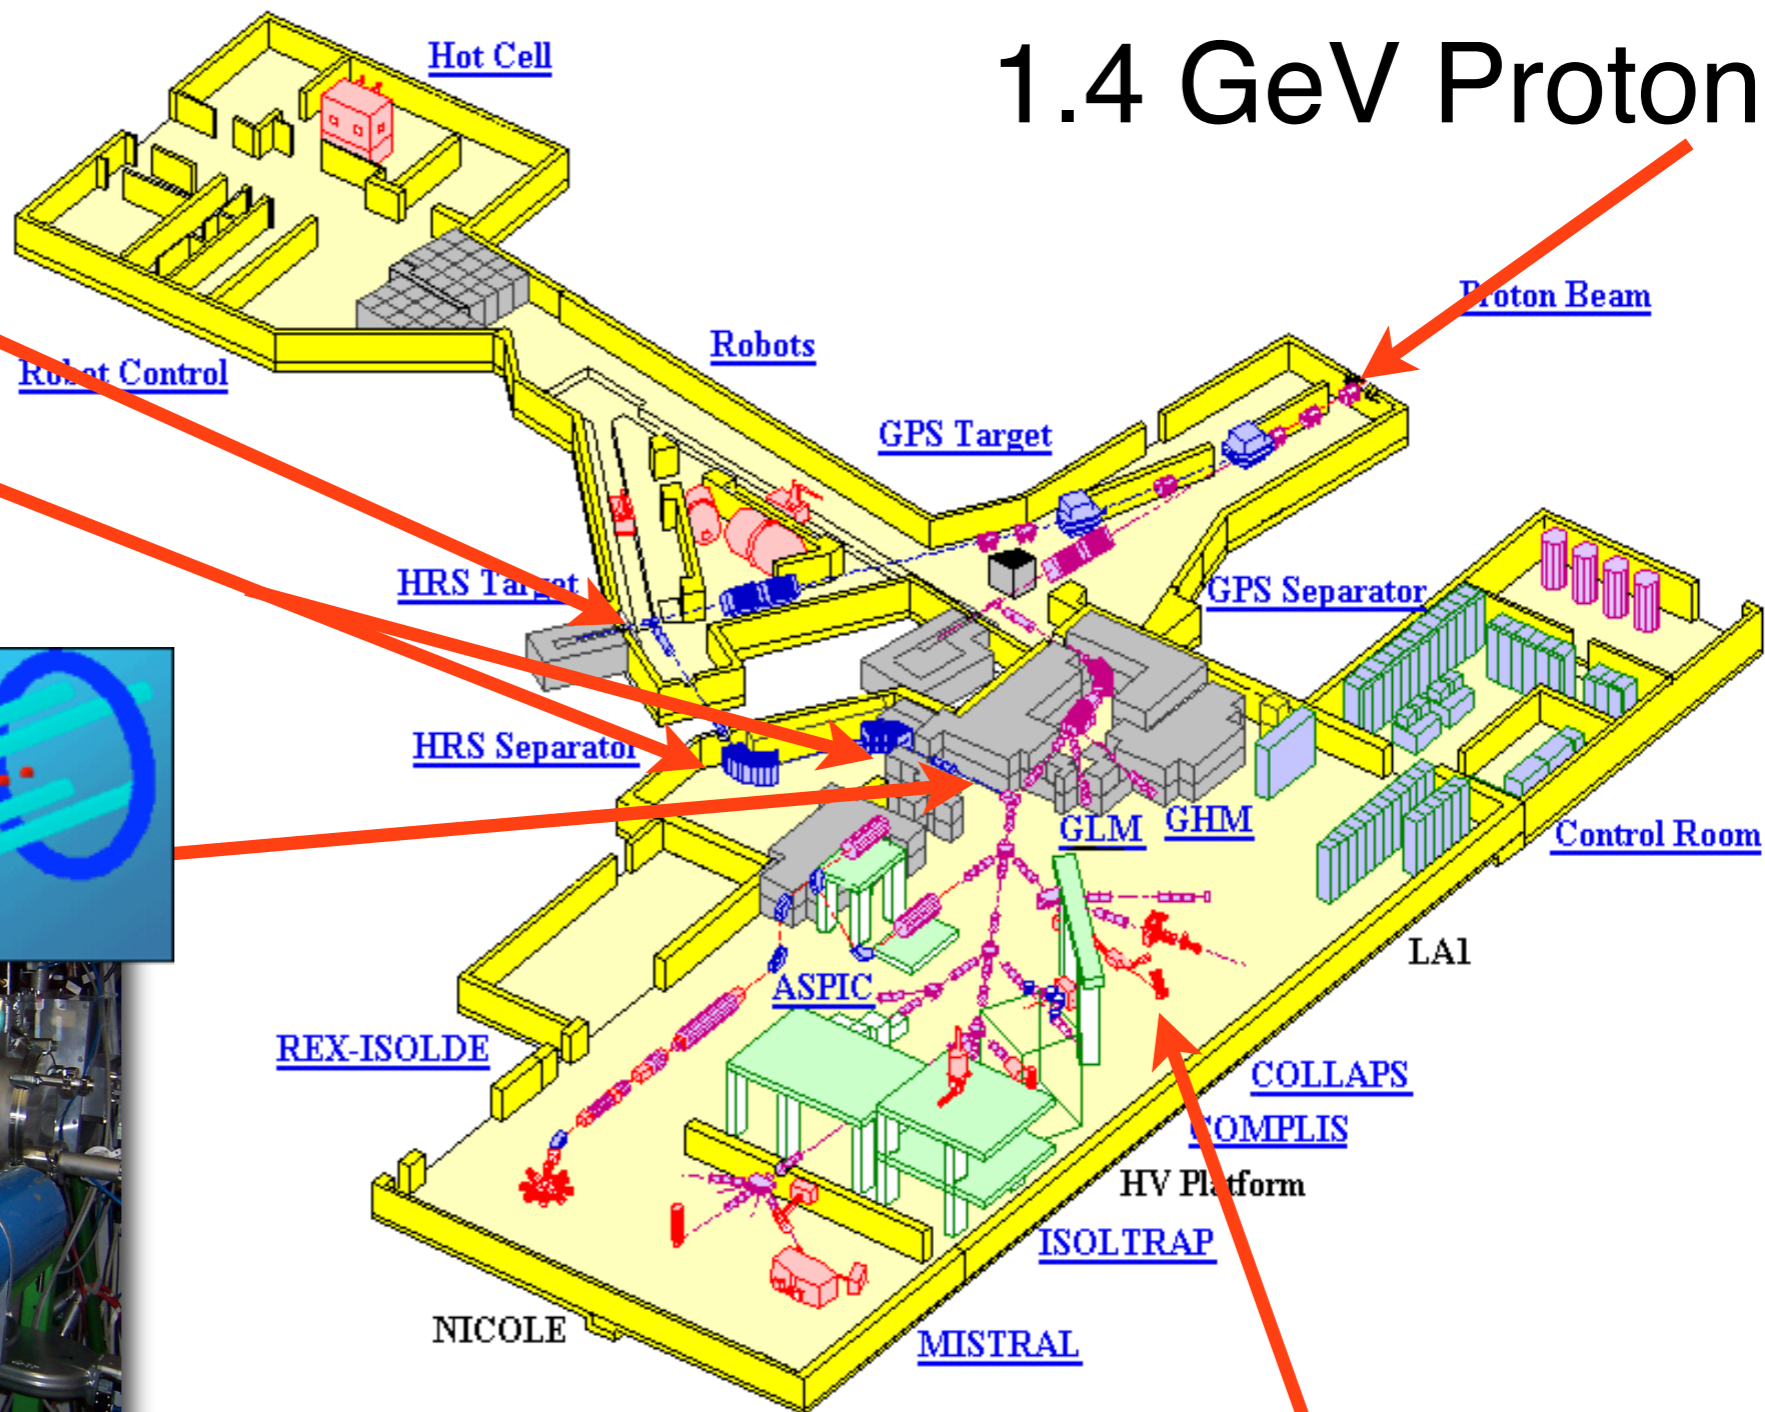 1.4 GeV Proton
Hot Cell
Proton Beam
Robots
Robot Control
GPS Target
HRS Target
GPS Separator
HRS Separator
GLM
GHM
Control Room
LA1
ASPIC
REX-ISOLDE
COLLAPS
COMPLIS
HV Platform
ISOLTRAP
NICOLE
MISTRAL